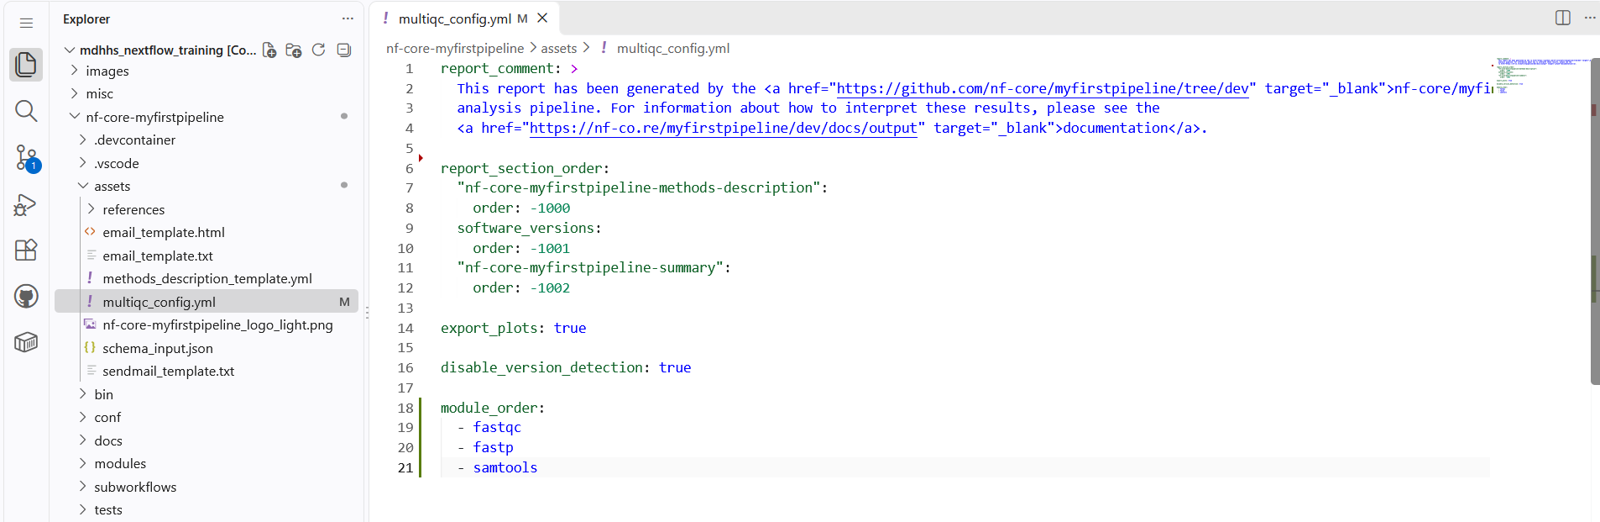 Explorer
mdhhs_nextflow_training [Co...
images
misc
nf-core-myfirstpipeline
.devcontainer
.vscode
assets
references
email_template.html
email_template.txt
methods_description_template.yml
multiqc_config.yml M
nf-core-myfirstpipeline_logo_light.png
schema_input.json
sendmail_template.txt
bin
conf
docs
modules
subworkflows
tests
1
multiqc_config.yml M
nf-core-myfirstpipeline > assets > ! multiqc_config.yml
1 report_comment: >
2 This report has been generated by the <a href="https://github.com/nf-core/myfirstpipeline/tree/dev" target="_blank">nf-core/myfi
3 analysis pipeline. For information about how to interpret these results, please see the
4 <a href="https://nf-co.re/myfirstpipeline/dev/docs/output" target="_blank">documentation</a>.
5
6 report_section_order:
7 "nf-core-myfirstpipeline-methods-description":
8 order: -1000
9 software_versions:
10 order: -1001
11 "nf-core-myfirstpipeline-summary":
12 order: -1002
13
14 export_plots: true
15
16 disable_version_detection: true
17
18 module_order:
19 - fastqc
20 - fastp
21 - samtools